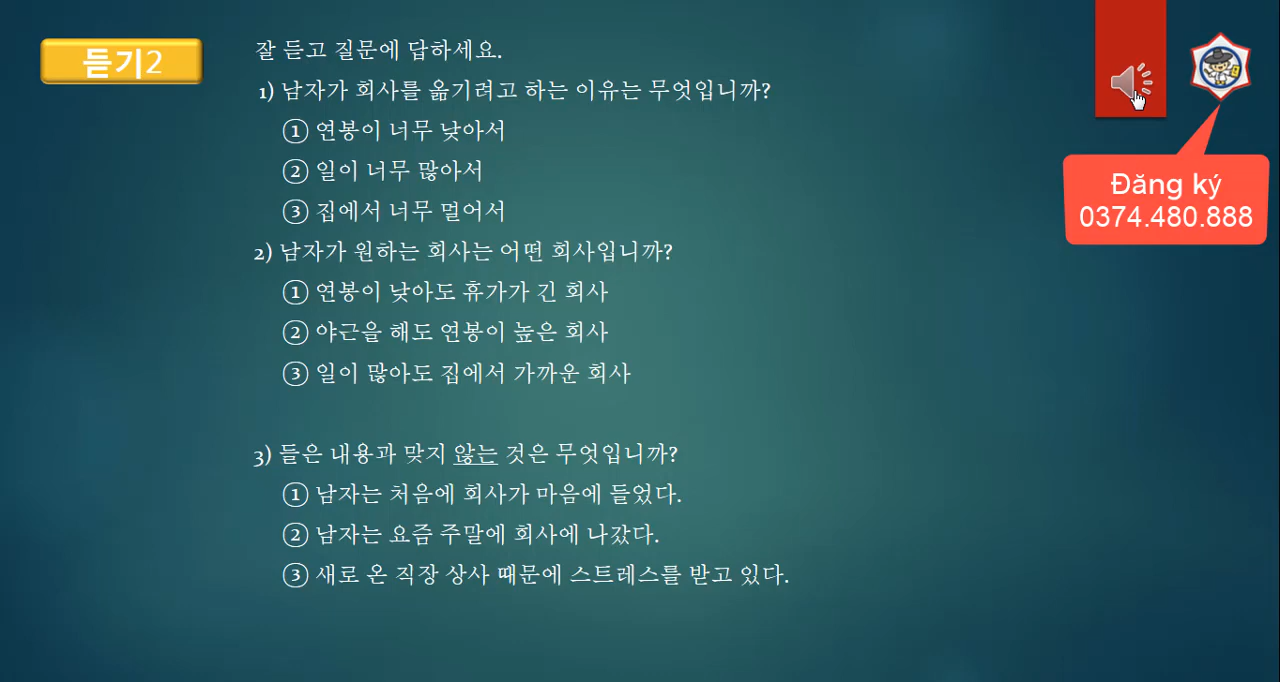 듣기2
잘 듣고 질문에 답하세요.
1) 남자가 회사를 옮기려고 하는 이유는 무엇입니까?
① 연봉이 너무 낮아서
② 일이 너무 많아서
③ 집에서 너무 멀어서
2) 남자가 원하는 회사는 어떤 회사입니까?
① 연봉이 낮아도 휴가가 긴 회사
② 야근을 해도 연봉이 높은 회사
③ 일이 많아도 집에서 가까운 회사
3) 들은 내용과 맞지 않는 것은 무엇입니까?
① 남자는 처음에 회사가 마음에 들었다.
② 남자는 요즘 주말에 회사에 나갔다.
③ 새로 온 직장 상사 때문에 스트레스를 받고 있다.
Đăng ký
0374.480.888